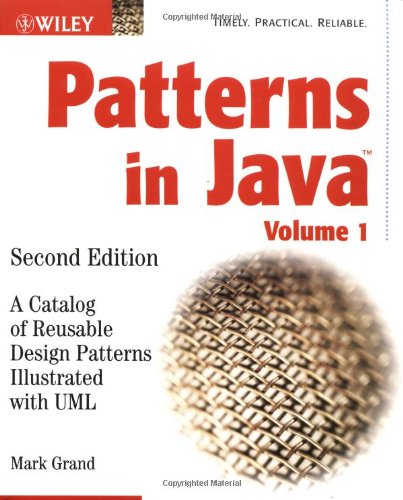 WILEY
TIMELY. PRACTICAL. RELIABLE.
Patterns
in Java™
Volume 1
Second Edition
A Catalog
of Reusable
Design Patterns
Illustrated
with UML
Mark Grand